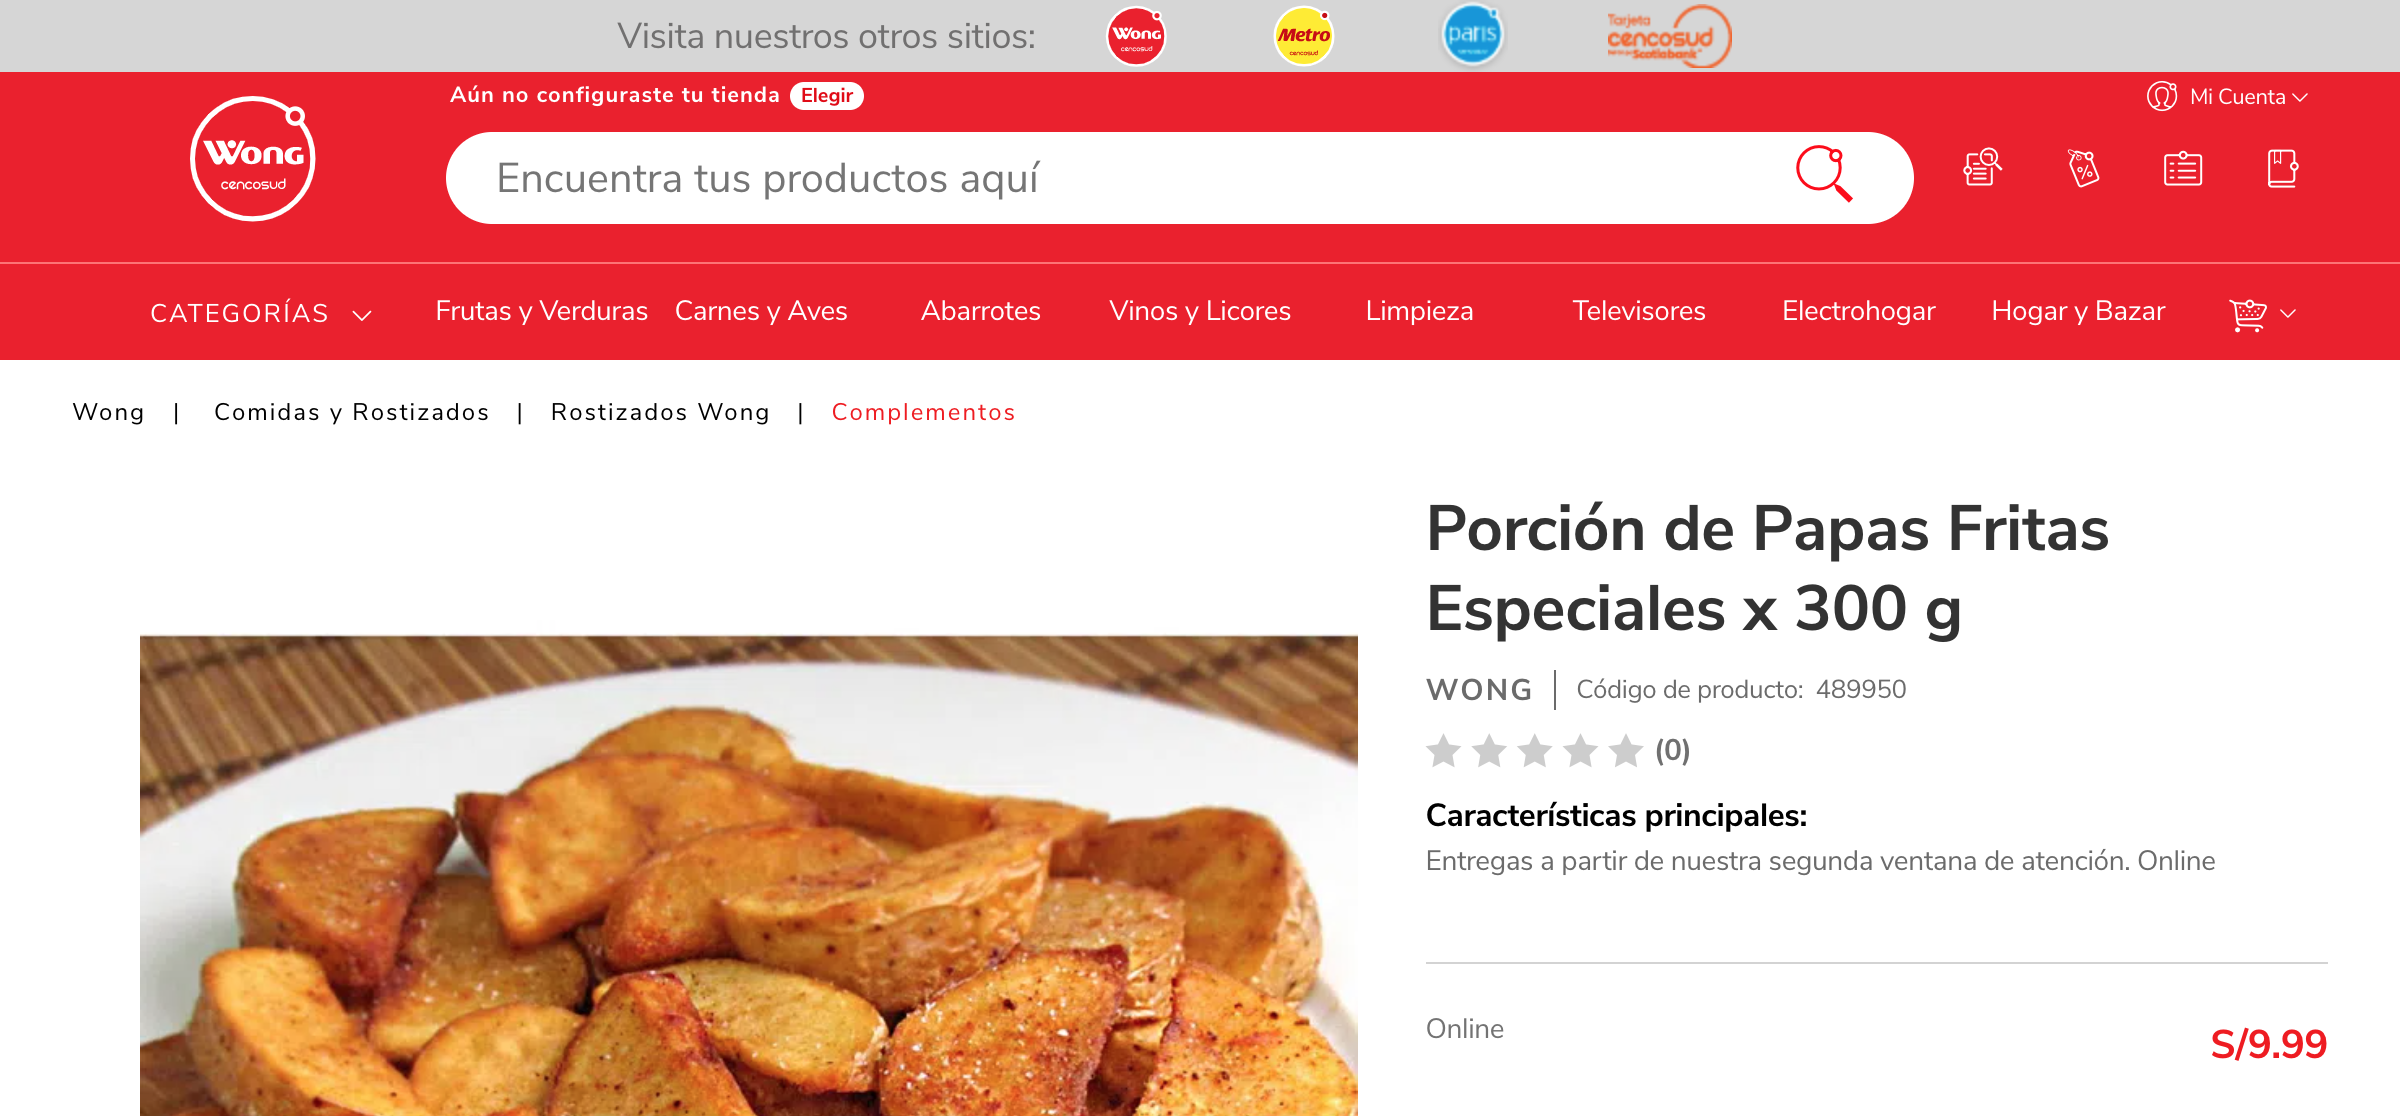 Visita nuestros otros sitios:
Wong
cencosud
Metro
cencosud
paris
Tarjeta
cencosud
Scotiabank
Aún no configuraste tu tienda Elegir
Mi Cuenta
Wong
cencosud
Encuentra tus productos aquí
CATEGORÍAS
Frutas y Verduras
Carnes y Aves
Abarrotes
Vinos y Licores
Limpieza
Televisores
Electrohogar
Hogar y Bazar
Wong | Comidas y Rostizados | Rostizados Wong | Complementos
Porción de Papas Fritas
Especiales x 300 g
WONG | Código de producto: 489950
(0)
Características principales:
Entregas a partir de nuestra segunda ventana de atención. Online
Online
S/9.99